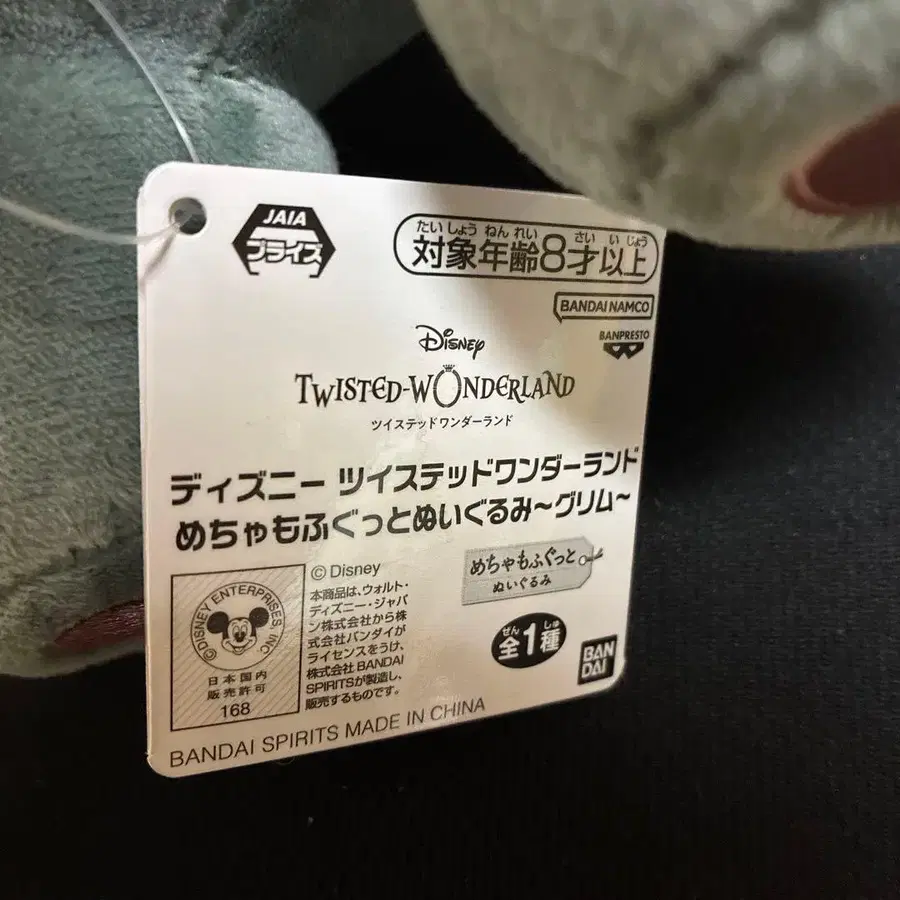 JAIA
プライズ
たいしょうねんれい さい いじょう
対象年齢8才以上
BANDAI NAMCO
BANPRESTO
Disney
TWISTED-WONDERLAND
ツイステッドワンダーランド
ディズニー ツイステッドワンダーランド
めちゃもふぐっとぬいぐるみ～グリム～
©DISNEY ENTERPRISES, INC
日本国内
販売許可
168
© Disney
本商品は、ウォルト・
ディズニー・ジャパ
ン株式会社から株
式会社バンダイが
ライセンスをうけ、
株式会社 BANDAI
SPIRITSが製造し、
販売するものです。
めちゃもふぐっと
ぬいぐるみ
ぜん しゅ
全1種
BAN
DAI
BANDAI SPIRITS MADE IN CHINA